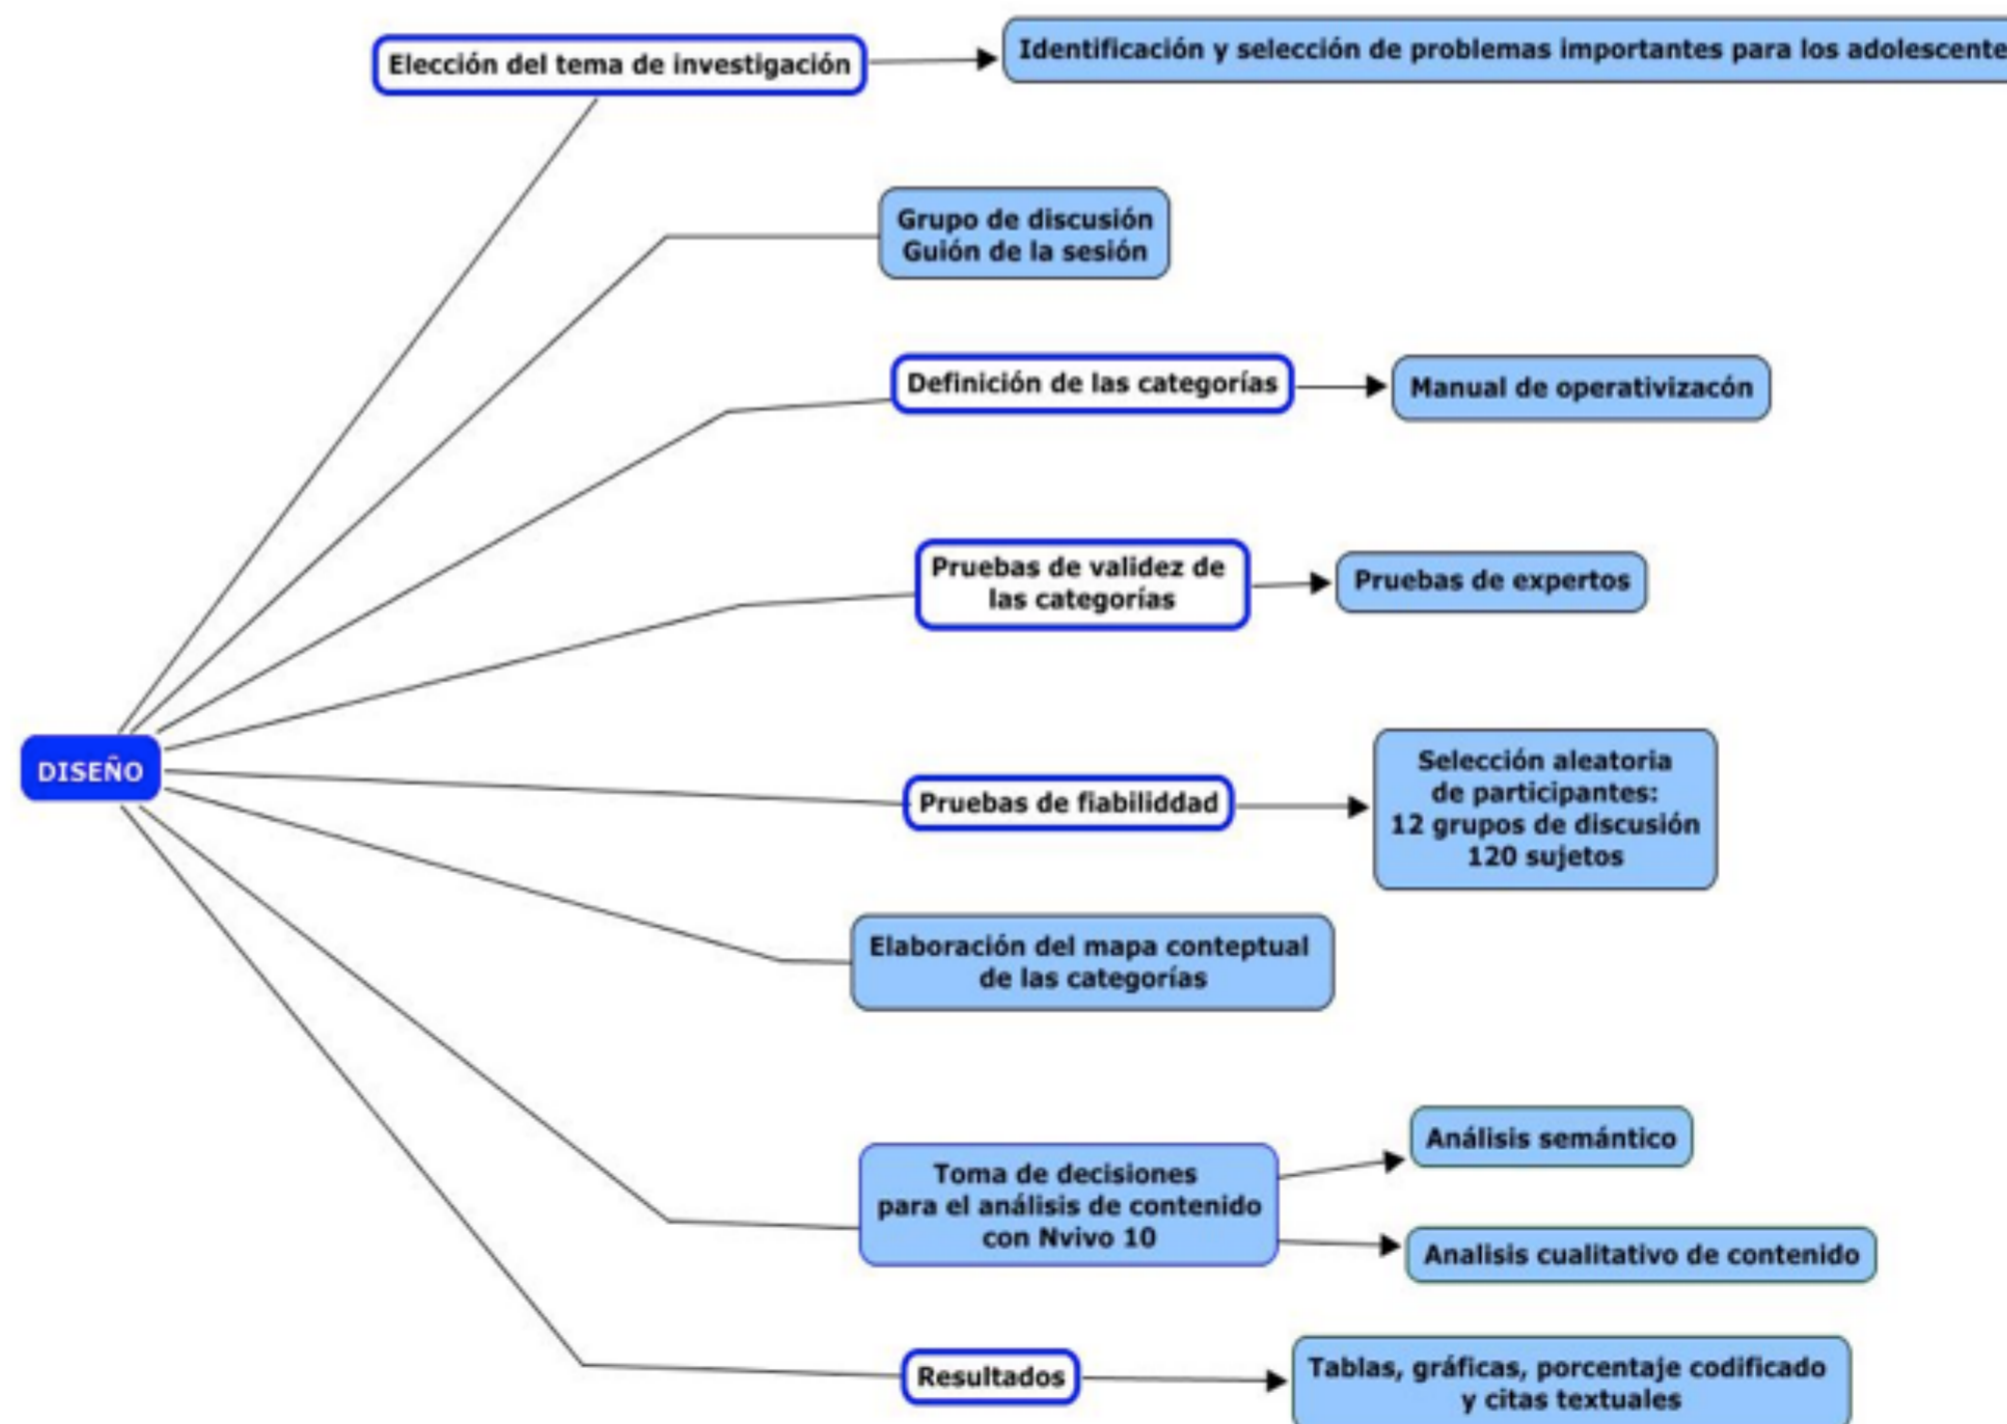 Elección del tema de investigación
Identificación y selección de problemas importantes para los adolescente
Grupo de discusión
Guión de la sesión
Definición de las categorías
Manual de operativizacón
Pruebas de validez de
las categorías
Pruebas de expertos
DISEÑO
Pruebas de fiabiliddad
Selección aleatoria
de participantes:
12 grupos de discusión
120 sujetos
Elaboración del mapa conteptual
de las categorías
Toma de decisiones
para el análisis de contenido
con Nvivo 10
Análisis semántico
Analisis cualitativo de contenido
Resultados
Tablas, gráficas, porcentaje codificado
y citas textuales